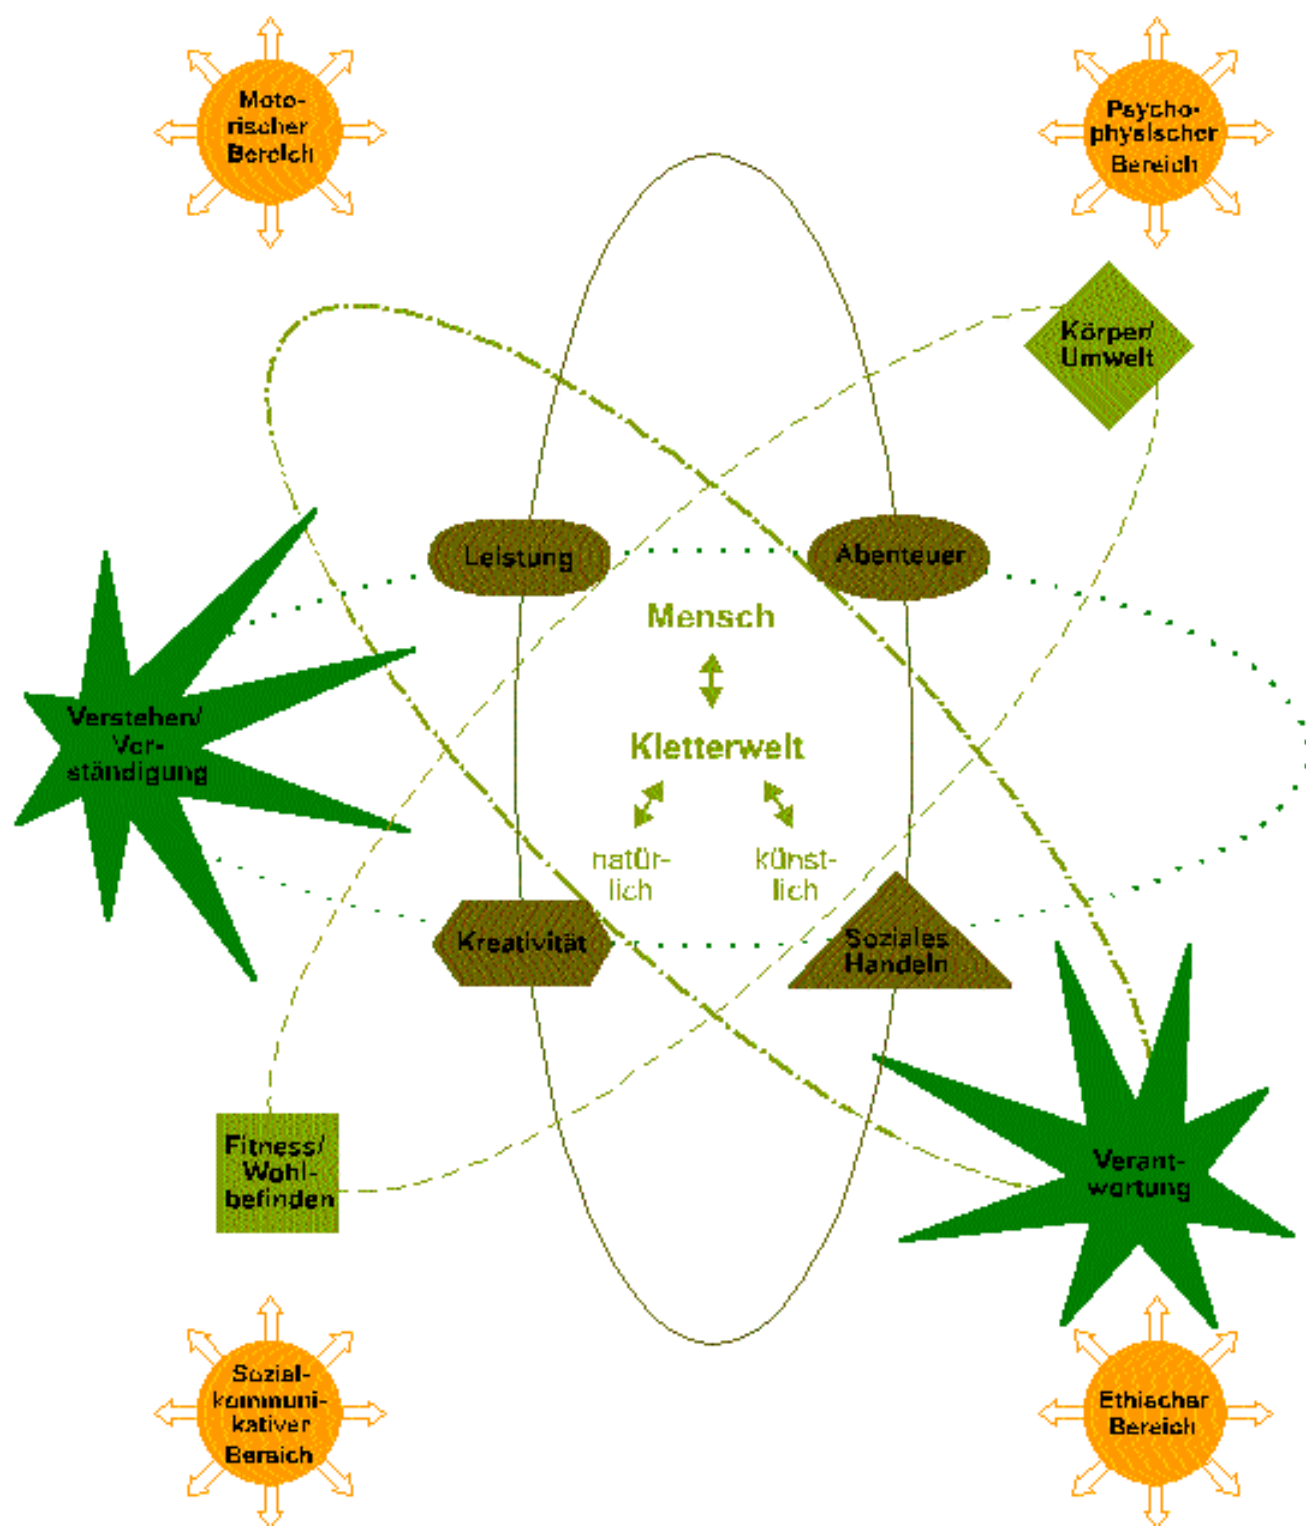 Moto-
rischer
Bereich
Psycho-
physischer
Bereich
Körper/
Umwelt
Leistung
Abenteuer
Mensch
Verstehen/
Ver-
ständigung
Kletterwelt
natür-
lich
künst-
lich
Kreativität
Soziales
Handeln
Fitness/
Wohl-
befinden
Verant-
wortung
Sozial-
kommuni-
kativer
Bereich
Ethischer
Bereich